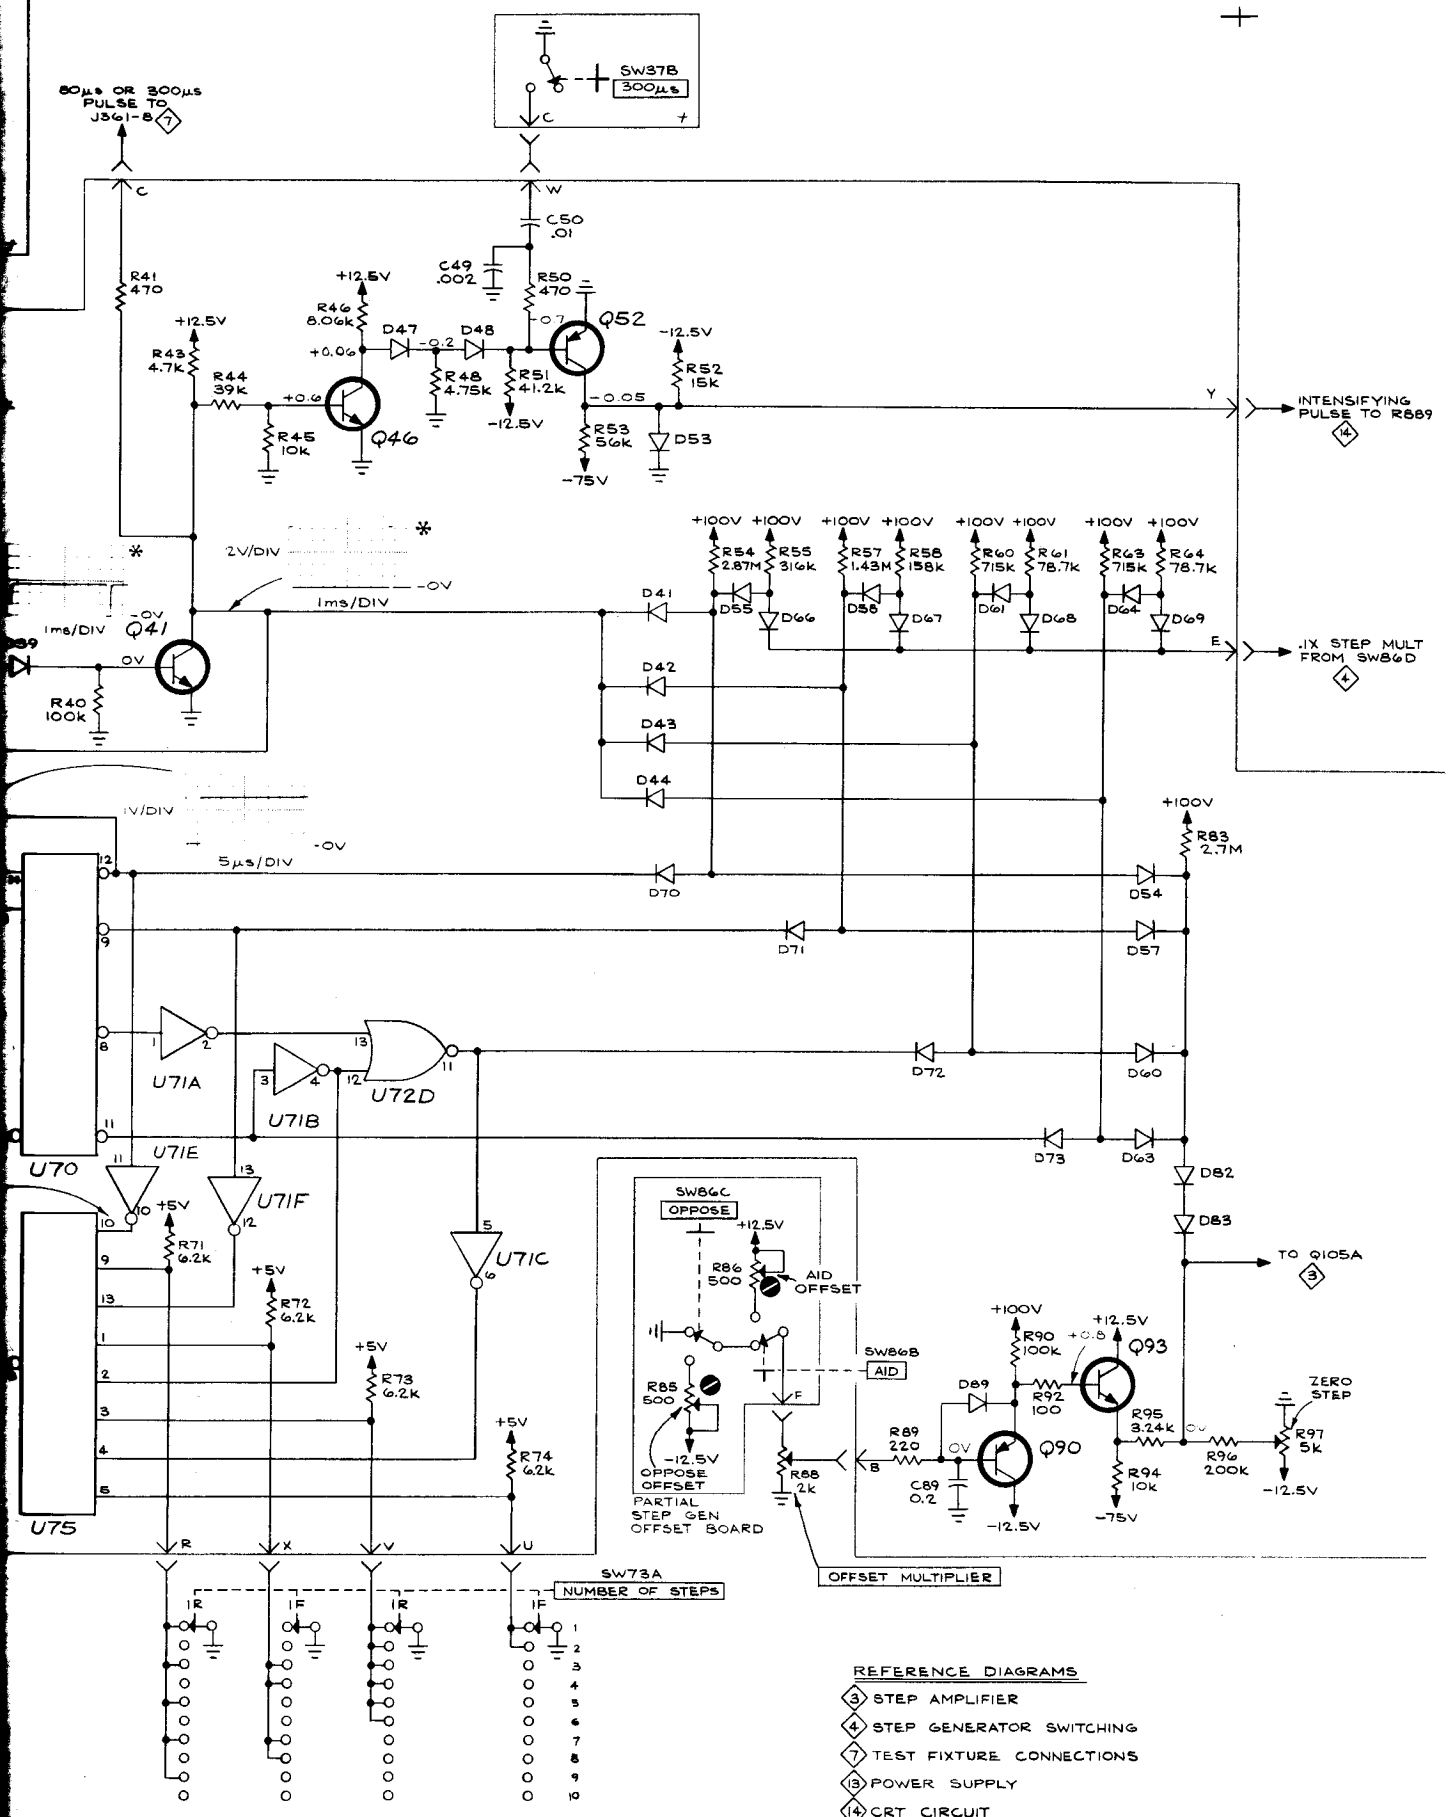 SW37B
300µs
C
+
80µs OR 300µs
PULSE TO
J361-8 7
C
W
C50
.01
C49
.002
R50
470
R41
470
+12.5V
R46
8.06k
D47
D48
-0.7
Q52
-12.5V
+12.5V
R43
4.7k
+0.06
-0.2
R52
15k
R44
39k
R48
4.75k
R51
41.2k
+0.6
-0.05
Y
INTENSIFYING
PULSE TO R889
14
-12.5V
R45
10k
Q46
R53
56k
D53
-75V
*
*
2V/DIV
-0V
1ms/DIV
+100V +100V +100V +100V +100V +100V +100V +100V
R54
2.87M
R55
316k
R57
1.43M
R58
158k
R60
715k
R61
78.7k
R63
715k
R64
78.7k
D41
D55
D66
D58
D67
D61
D68
D64
D69
-0V
1ms/DIV
Q41
E
.1X STEP MULT
FROM SW86D
4
D39
0V
R40
100k
D42
D43
D44
1V/DIV
-0V
5µs/DIV
+100V
R83
2.7M
12
D70
D54
9
D71
D57
8
1
2
U71A
3
4
U71B
13
12
11
U72D
D72
D60
11
U70
D73
D63
U71E
11
10
13
12
U71F
5
6
U71C
D82
D83
TO Q105A
3
SW86C
OPPOSE
+12.5V
R86
500
AID
OFFSET
SW86B
AID
R85
500
F
-12.5V
OPPOSE
OFFSET
PARTIAL
STEP GEN
OFFSET BOARD
R88
2k
OFFSET MULTIPLIER
B
R89
220
D89
0V
C89
0.2
Q90
-12.5V
+100V
R90
100k
+0.8
R92
100
+12.5V
Q93
R95
3.24k
0V
R94
10k
-75V
R96
200k
ZERO
STEP
R97
5k
-12.5V
10
+5V
R71
6.2k
9
+5V
13
R72
6.2k
1
+5V
2
R73
6.2k
3
+5V
4
R74
6.2k
5
U75
R
X
V
U
SW73A
NUMBER OF STEPS
1R
1F
1R
1F
1
2
3
4
5
6
7
8
9
10
REFERENCE DIAGRAMS
3 STEP AMPLIFIER
4 STEP GENERATOR SWITCHING
7 TEST FIXTURE CONNECTIONS
13 POWER SUPPLY
14 CRT CIRCUIT